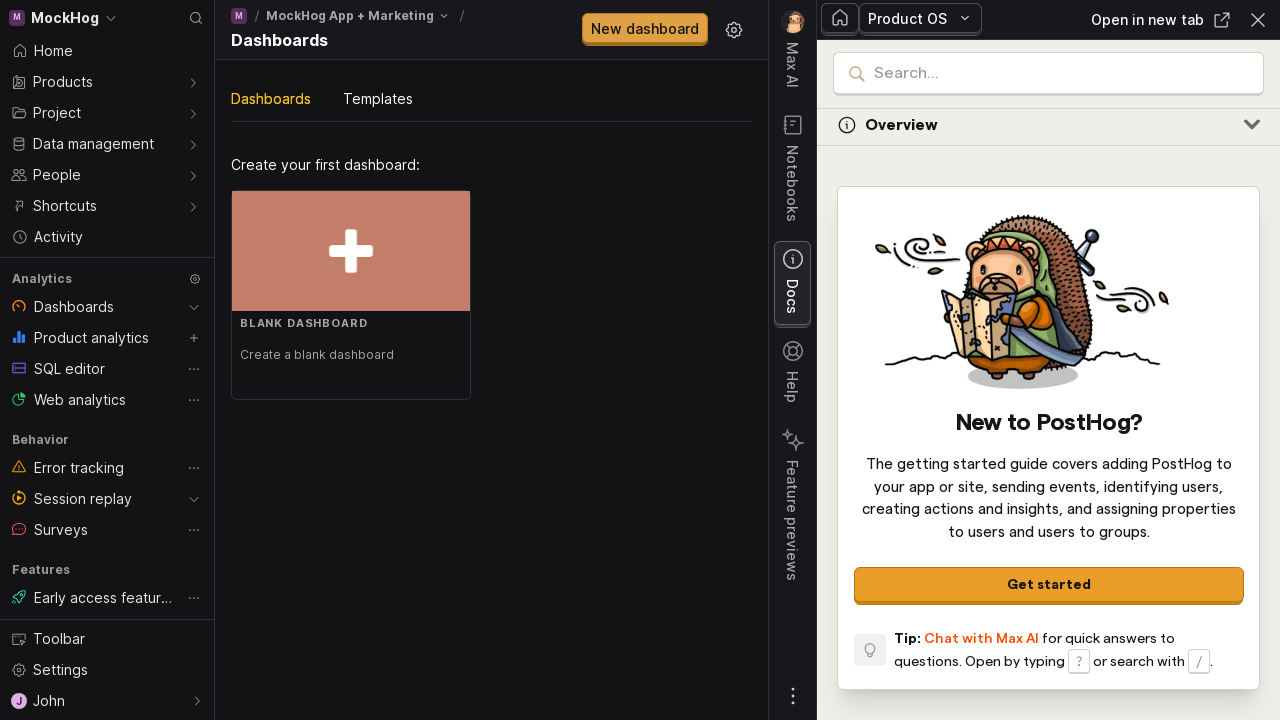 M MockHog
Home
Products
Project
Data management
People
Shortcuts
Activity
Analytics
Dashboards
Product analytics
SQL editor
Web analytics
Behavior
Error tracking
Session replay
Surveys
Features
Early access featur...
Toolbar
Settings
J John
M / MockHog App + Marketing /
Dashboards
New dashboard
Dashboards Templates
Create your first dashboard:
BLANK DASHBOARD
Create a blank dashboard
Max AI
Notebooks
Docs
Help
Feature previews
Product OS
Open in new tab
Search...
Overview
New to PostHog?
The getting started guide covers adding PostHog to
your app or site, sending events, identifying users,
creating actions and insights, and assigning properties
to users and users to groups.
Get started
Tip: Chat with Max AI for quick answers to
questions. Open by typing ? or search with /.